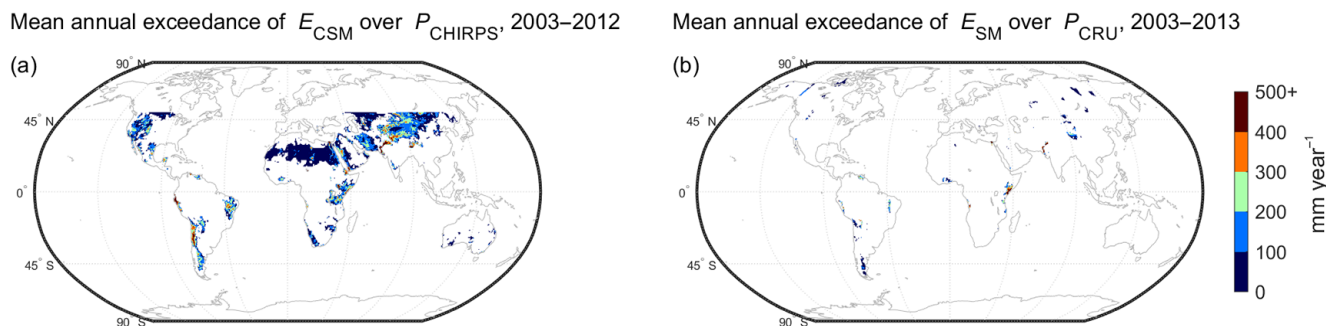 Mean annual exceedance of E_CSM over P_CHIRPS, 2003–2012
(a)
90° N
45° N
0°
45° S
90° S
Mean annual exceedance of E_SM over P_CRU, 2003–2013
(b)
90° N
45° N
0°
45° S
90° S
500+
400
300
200
100
0
mm year⁻¹